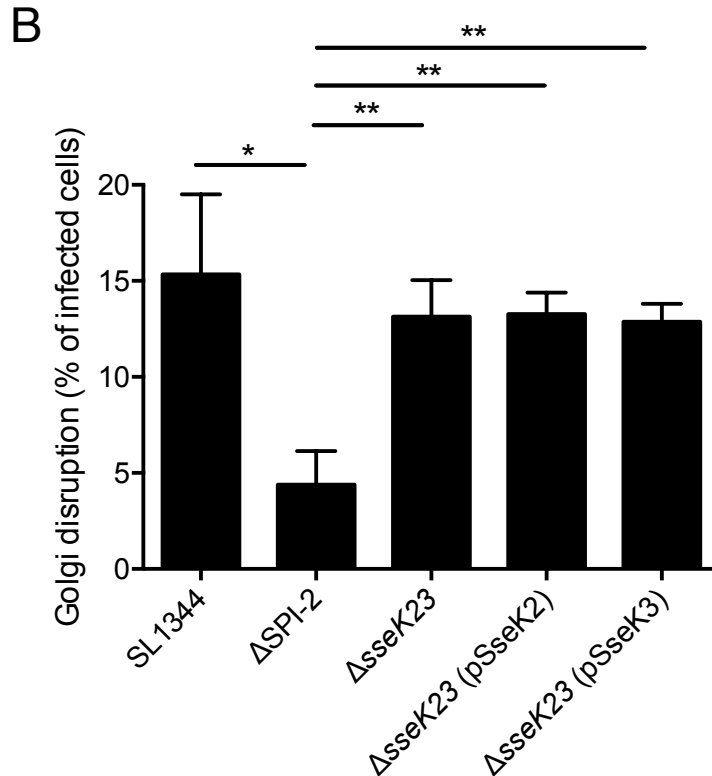 B
**
**
**
*
Golgi disruption (% of infected cells)
20
15
10
5
0
SL1344
ΔSPI-2
ΔsseK23
ΔsseK23 (pSseK2)
ΔsseK23 (pSseK3)